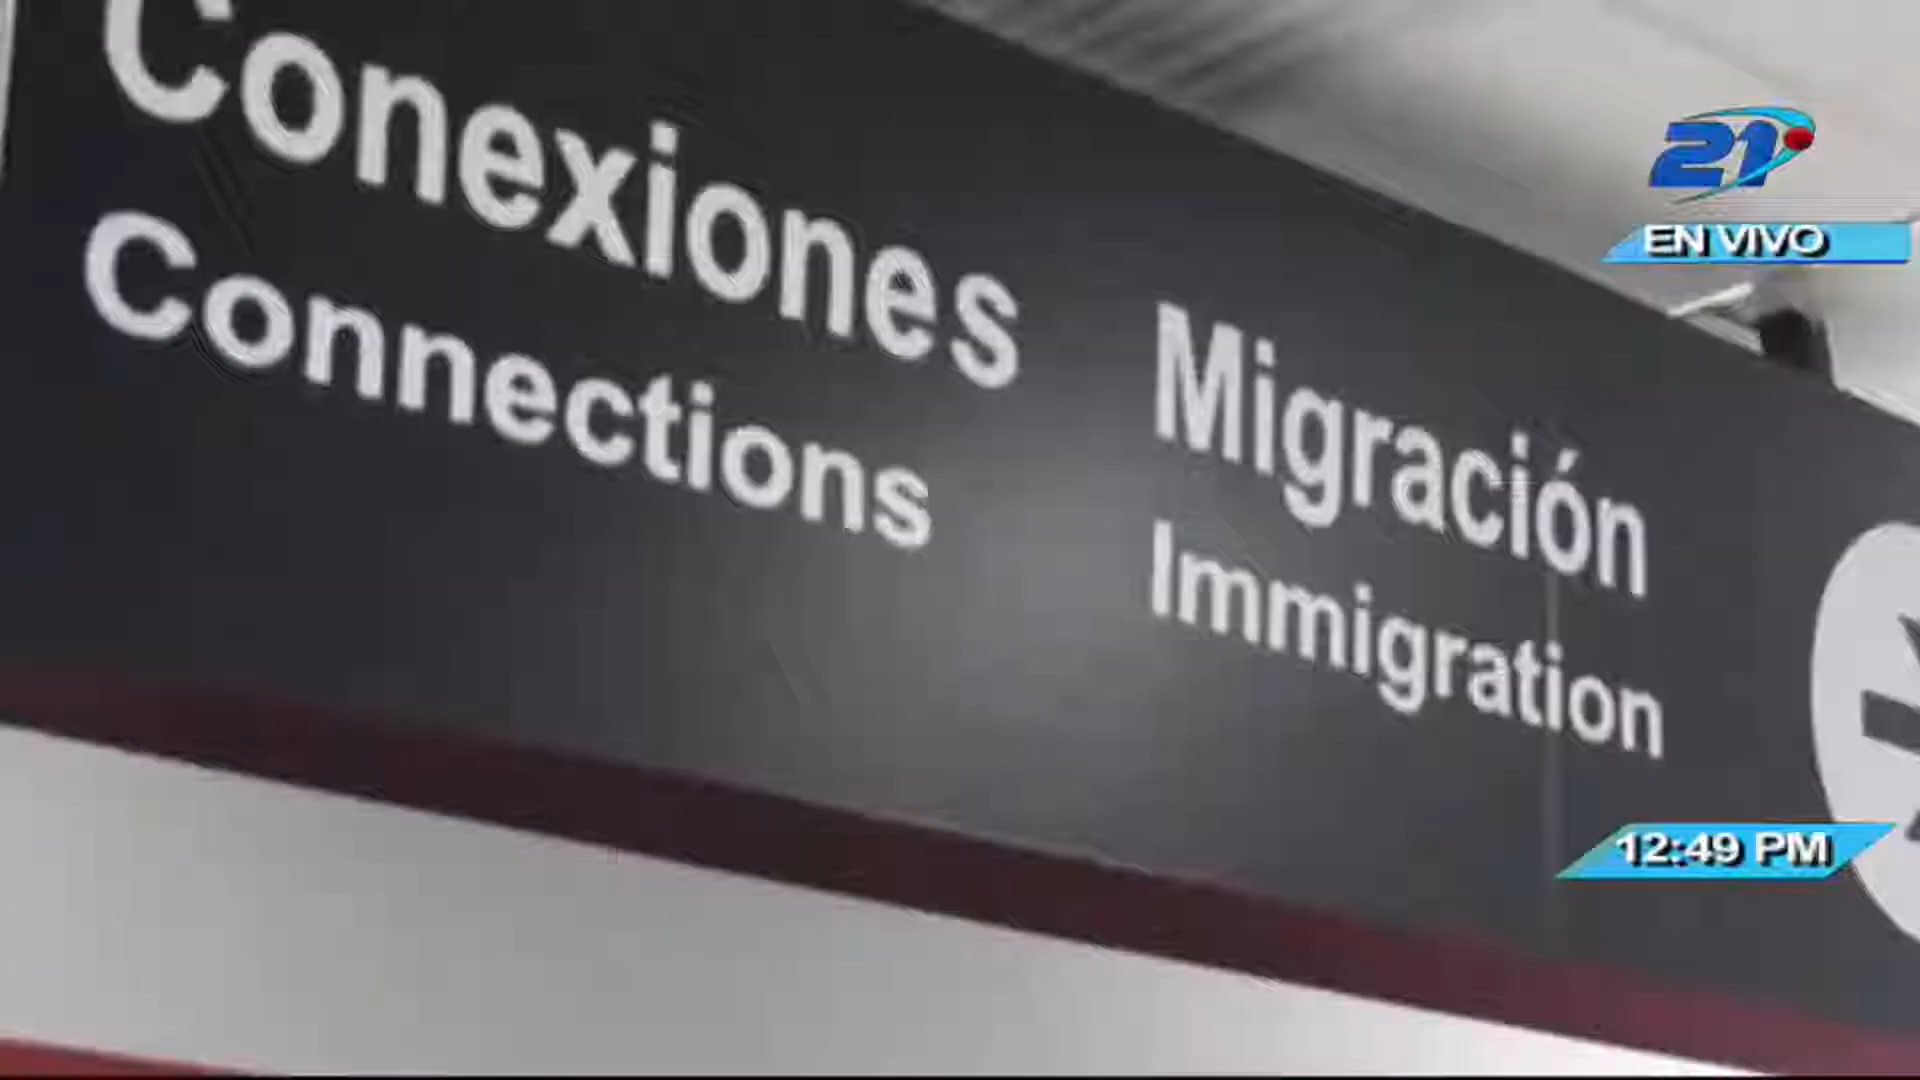 Conexiones
Connections
Migración
Immigration
21
EN VIVO
12:49 PM